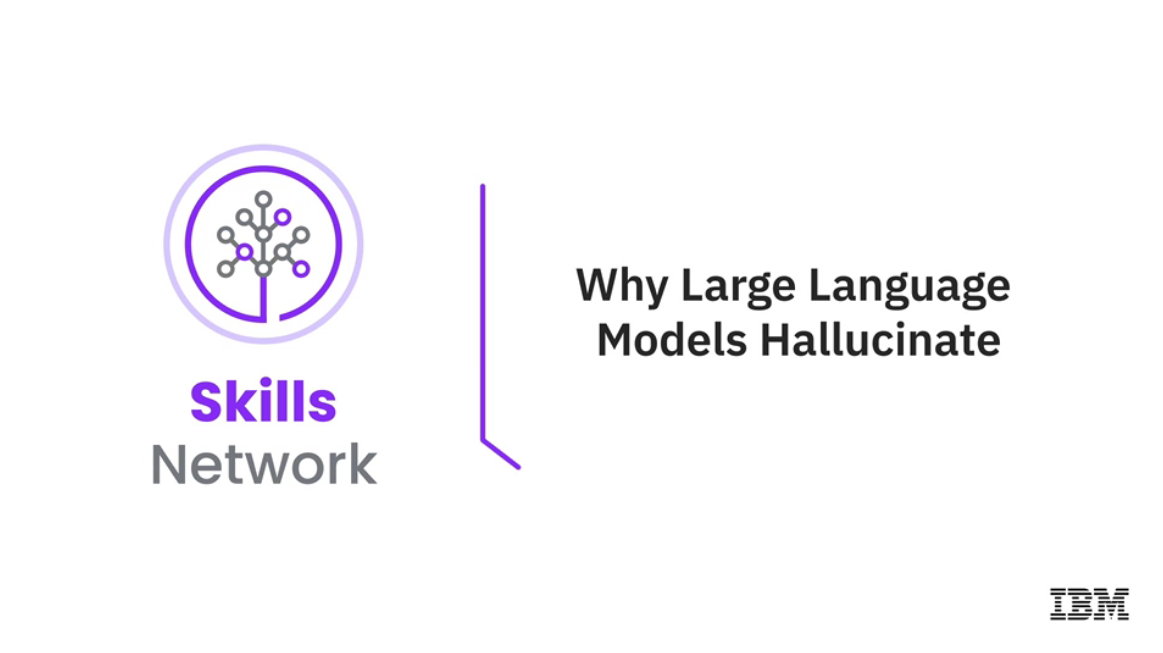 Skills
Network
Why Large Language
Models Hallucinate
IBM